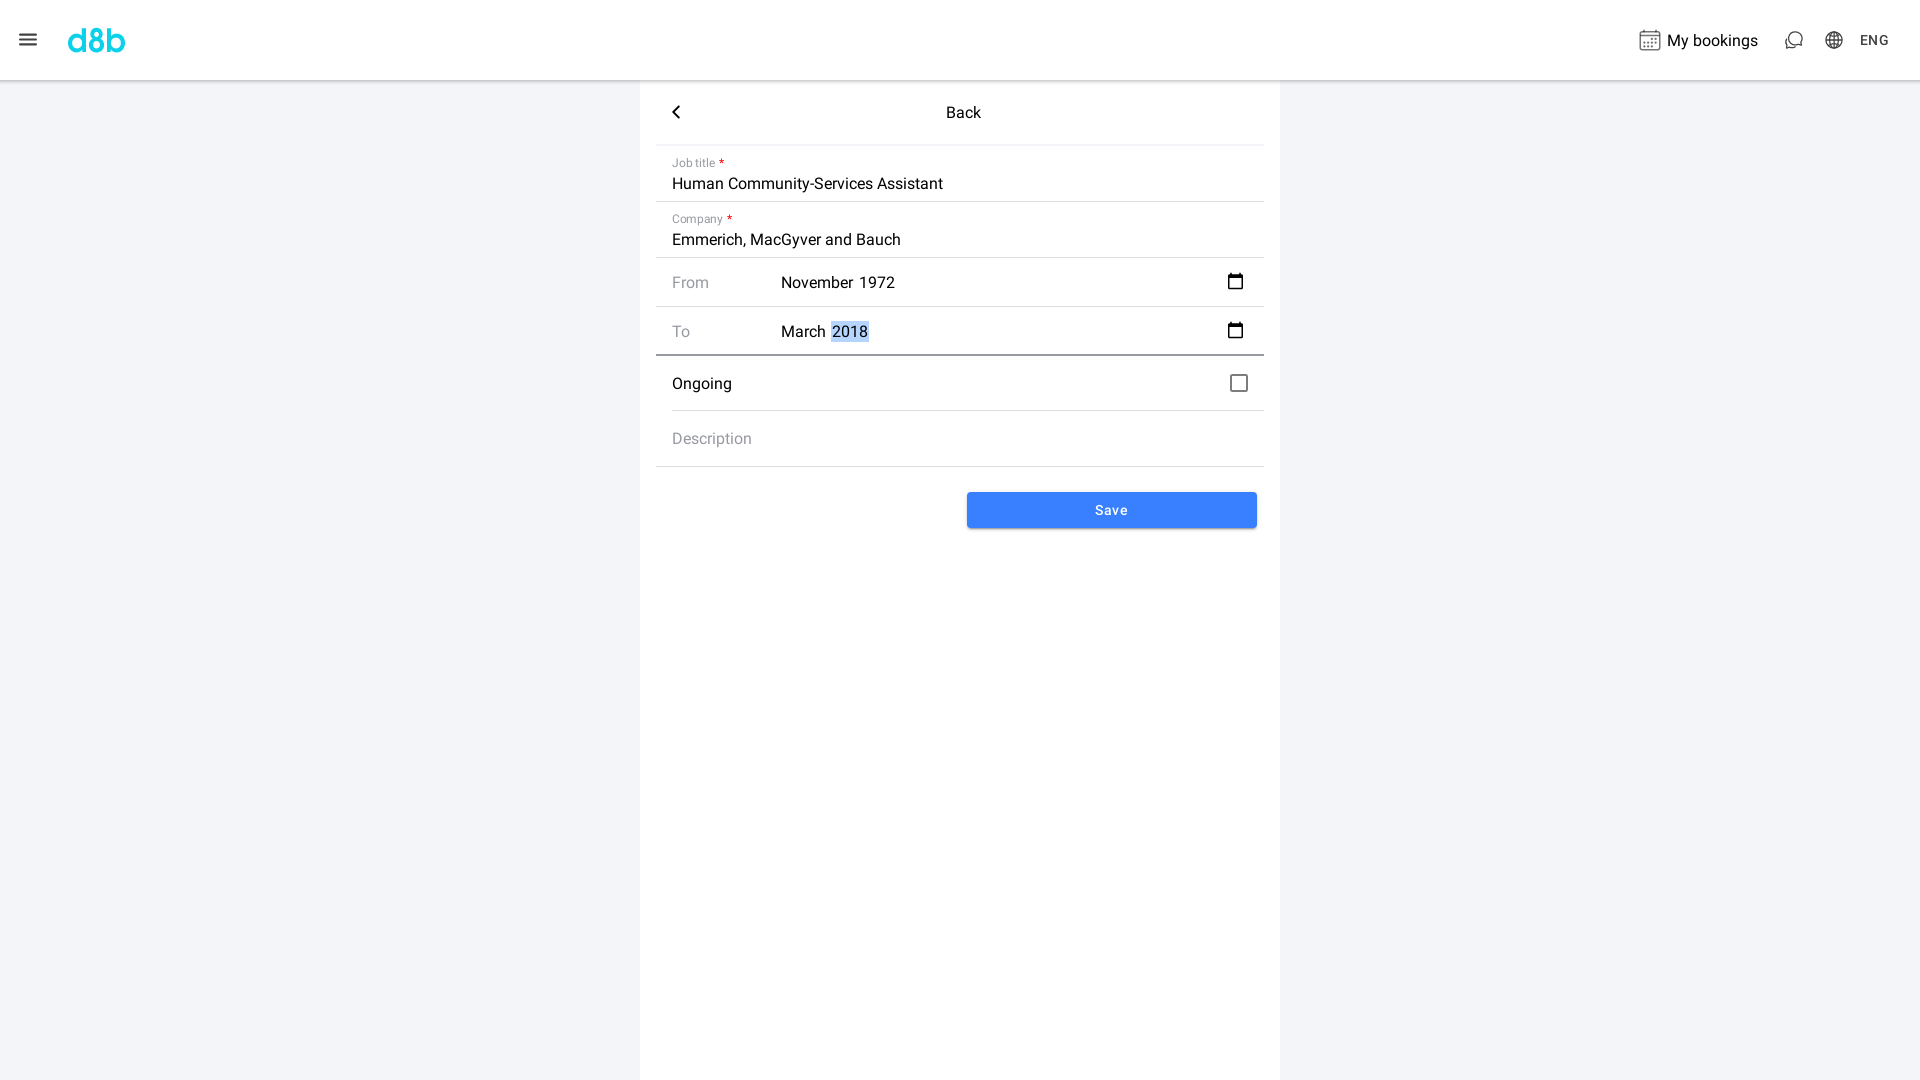 d8b
My bookings
ENG
Back
Job title *
Human Community-Services Assistant
Company *
Emmerich, MacGyver and Bauch
From November 1972
To March 2018
Ongoing
Description
Save